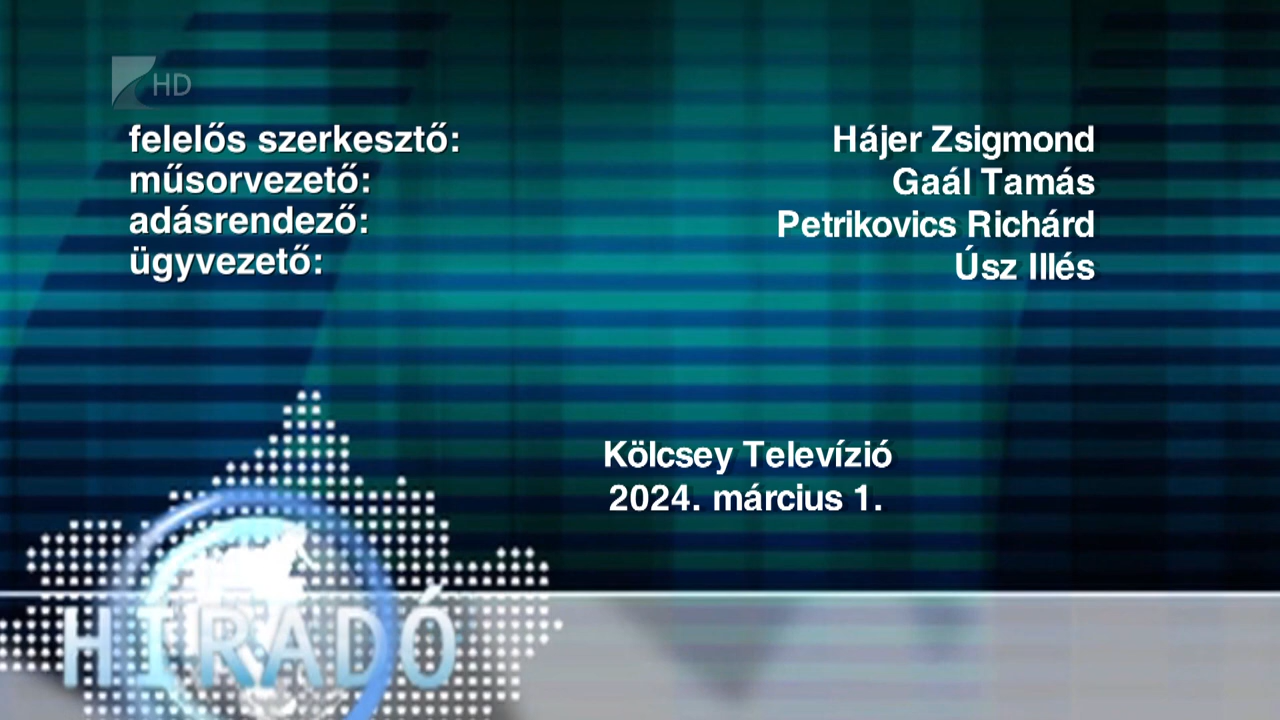 HD
felelős szerkesztő: Hájer Zsigmond
műsorvezető: Gaál Tamás
adásrendező: Petrikovics Richárd
ügyvezető: Úsz Illés
Kölcsey Televízió
2024. március 1.
HÍRADÓ